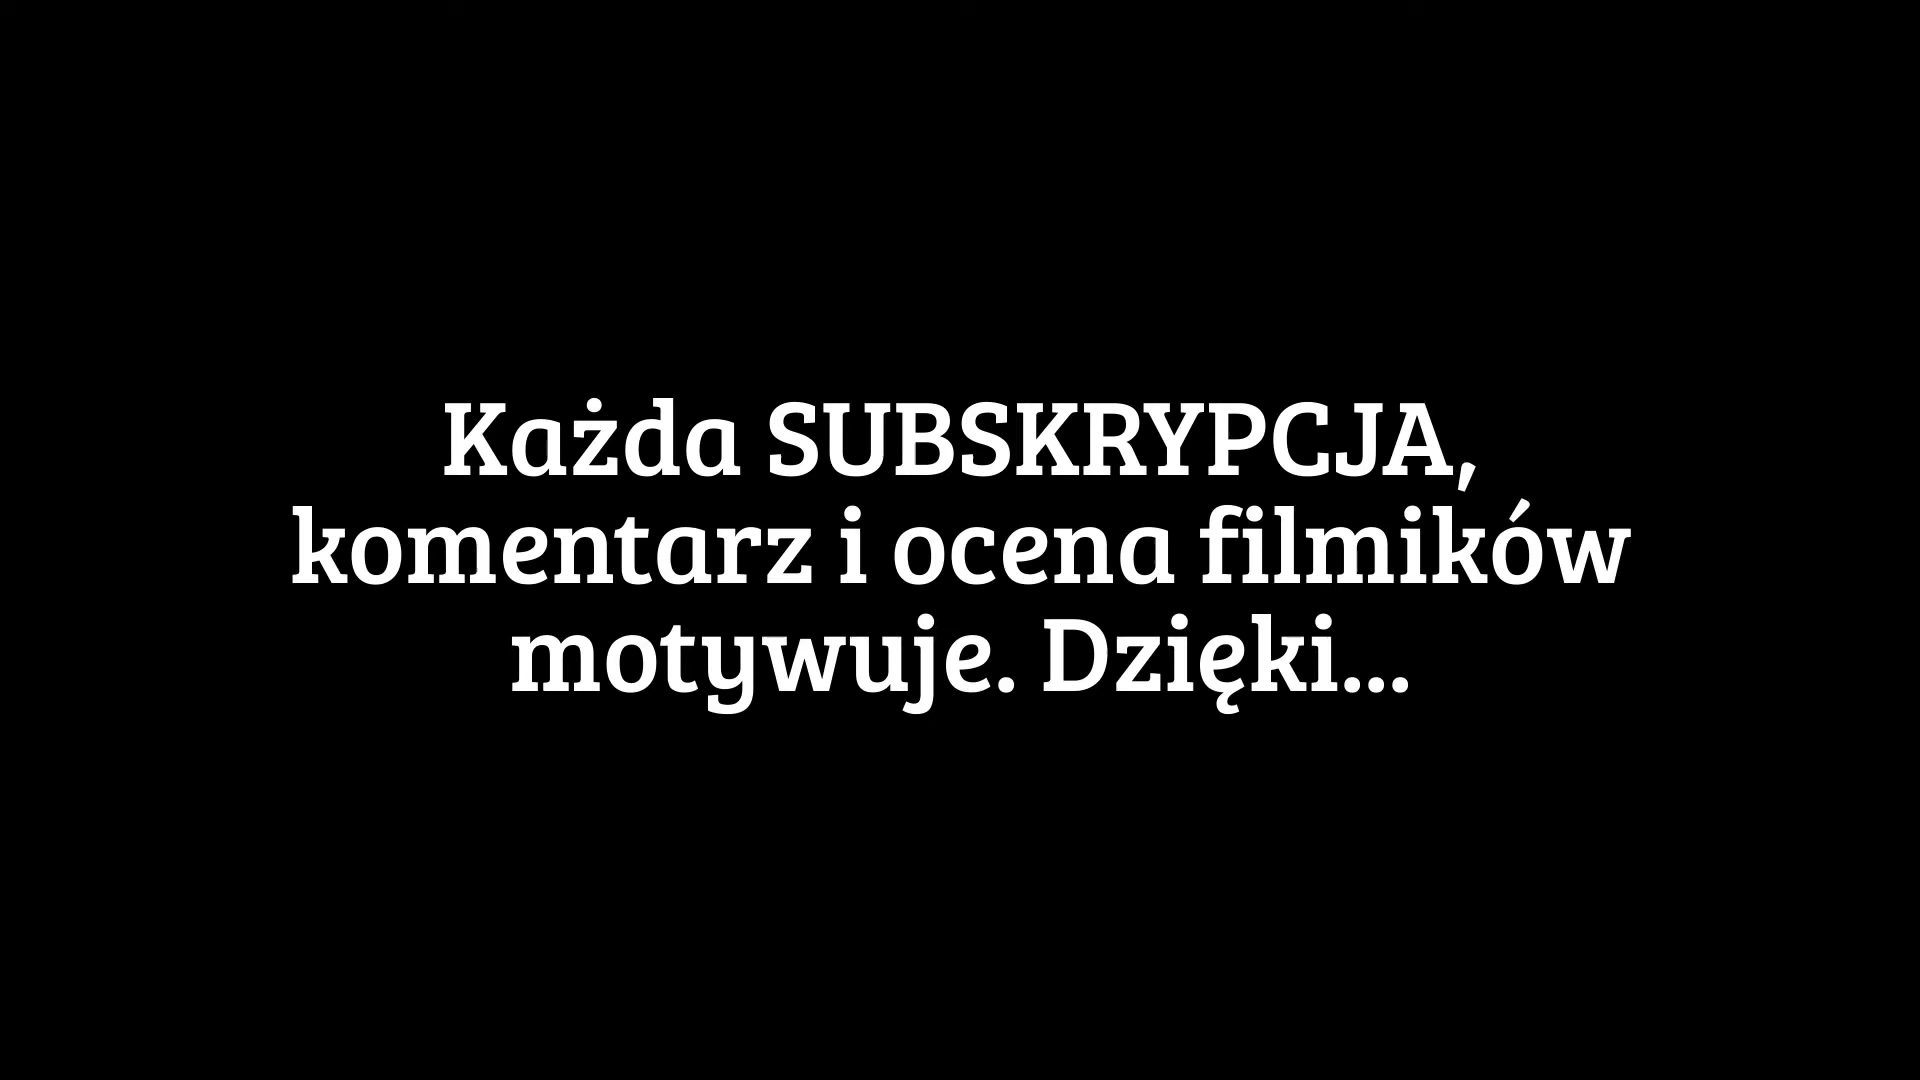 Każda SUBSKRYPCJA,
komentarz i ocena filmików
motywuje. Dzięki...